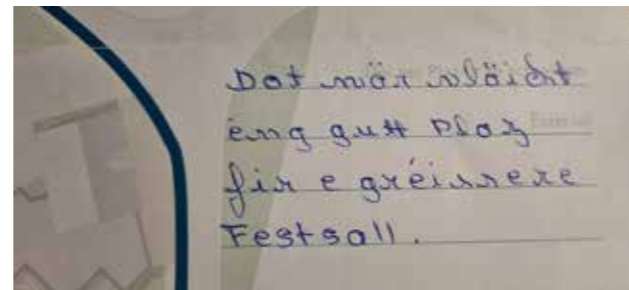 Dat wär vläicht
eng gutt Plaz
fir e gréissere
Festsall.